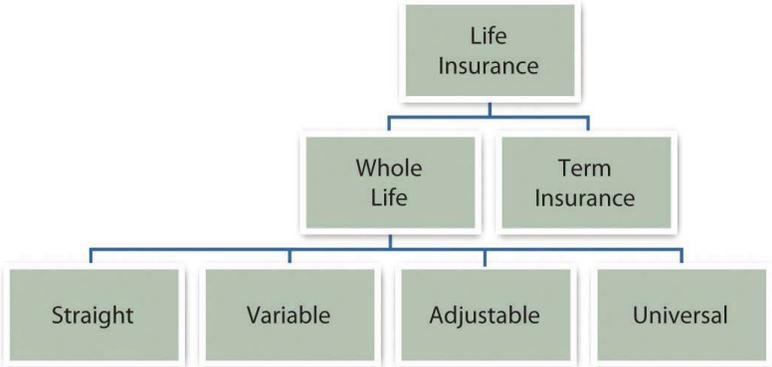 Life
Insurance
Whole
Life
Term
Insurance
Straight
Variable
Adjustable
Universal